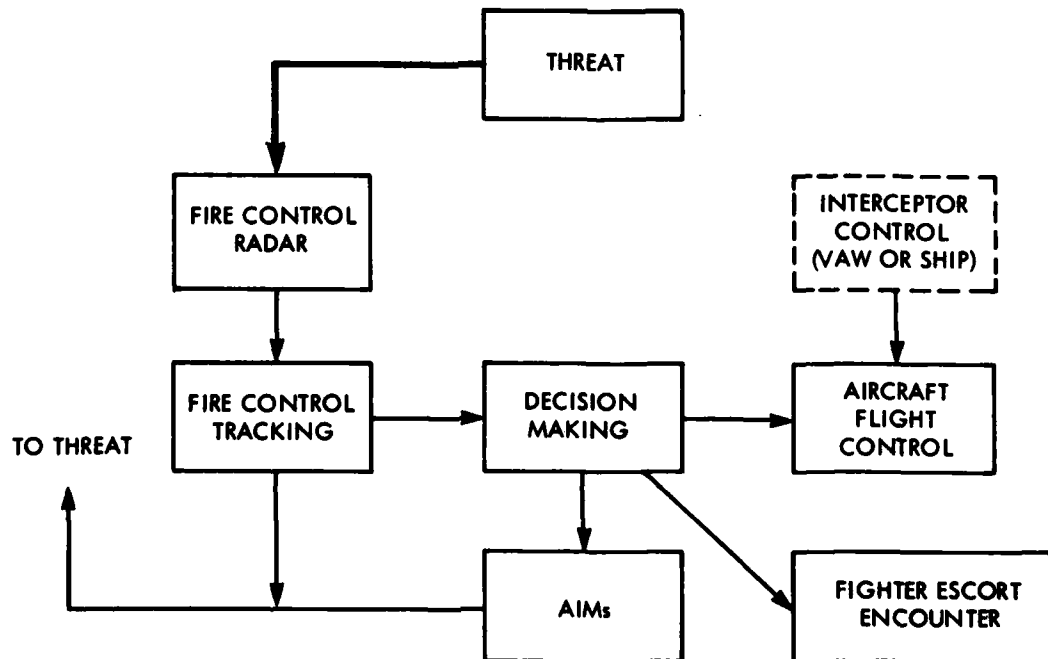 THREAT
FIRE CONTROL
RADAR
INTERCEPTOR
CONTROL
(VAW OR SHIP)
FIRE CONTROL
TRACKING
DECISION
MAKING
AIRCRAFT
FLIGHT
CONTROL
TO THREAT
AIMs
FIGHTER ESCORT
ENCOUNTER